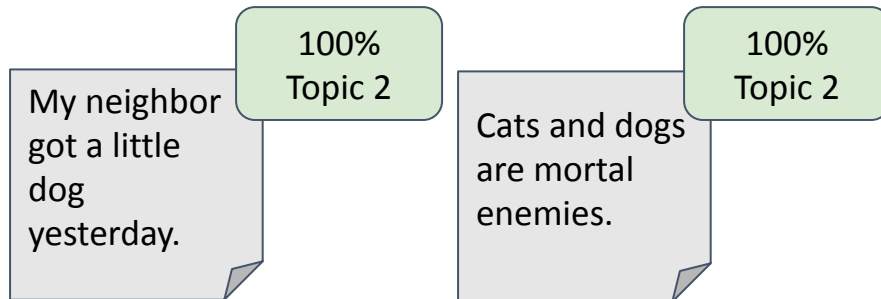 100%
Topic 2
My neighbor
got a little
dog
yesterday.
100%
Topic 2
Cats and dogs
are mortal
enemies.